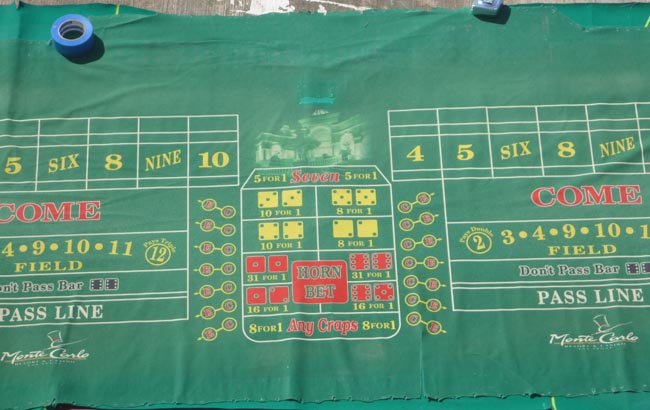 5 SIX 8 NINE 10
COME
4 • 9 • 10 • 11
Pays Triple
12
FIELD
Don't Pass Bar
PASS LINE
Monte Carlo
5 FOR 1 Seven 5 FOR 1
10 FOR 1 8 FOR 1
10 FOR 1 8 FOR 1
HORN
BET
31 FOR 1 31 FOR 1
16 FOR 1 16 FOR 1
8 FOR 1 Any Craps 8 FOR 1
4 5 SIX 8 NINE
COME
Pays Double
2
3 • 4 • 9 • 10 • 11
FIELD
Don't Pass Bar
PASS LINE
Monte Carlo